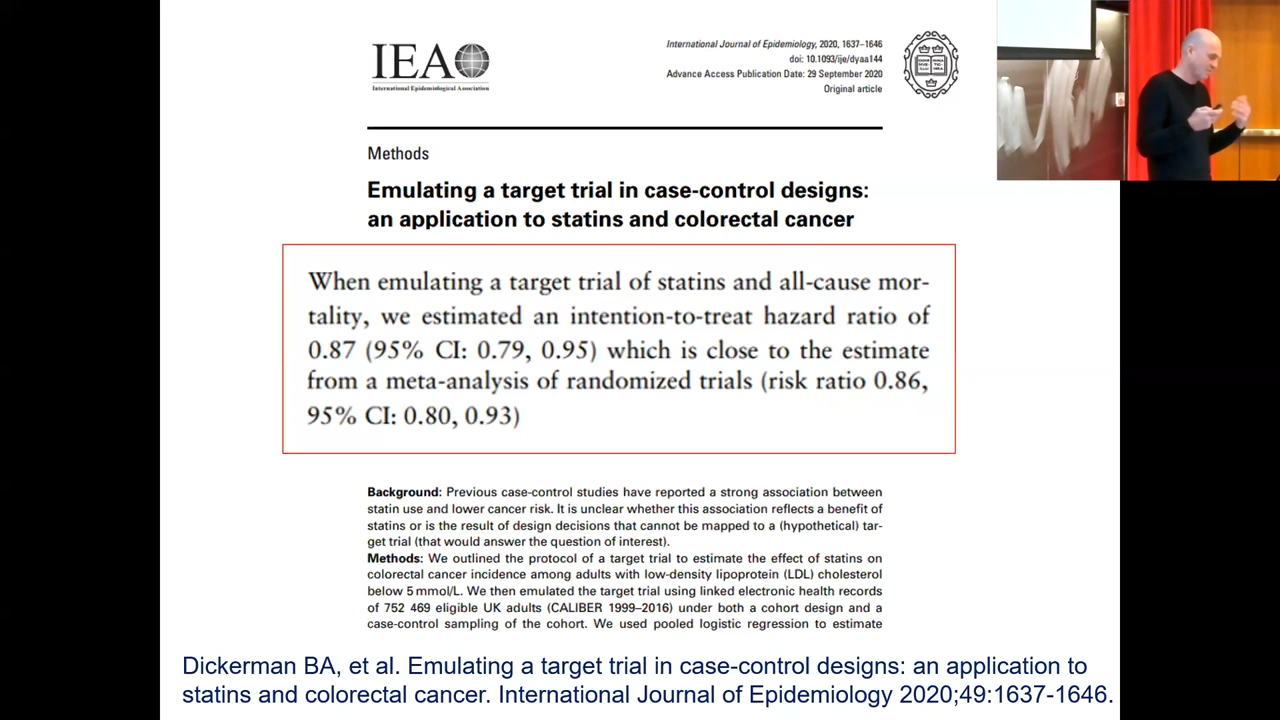 IEA
International Epidemiological Association
International Journal of Epidemiology, 2020, 1637–1646
doi: 10.1093/ije/dyaa144
Advance Access Publication Date: 29 September 2020
Original article
Methods
Emulating a target trial in case-control designs:
an application to statins and colorectal cancer
When emulating a target trial of statins and all-cause mor-
tality, we estimated an intention-to-treat hazard ratio of
0.87 (95% CI: 0.79, 0.95) which is close to the estimate
from a meta-analysis of randomized trials (risk ratio 0.86,
95% CI: 0.80, 0.93)
Background: Previous case-control studies have reported a strong association between
statin use and lower cancer risk. It is unclear whether this association reflects a benefit of
statins or is the result of design decisions that cannot be mapped to a (hypothetical) tar-
get trial (that would answer the question of interest).
Methods: We outlined the protocol of a target trial to estimate the effect of statins on
colorectal cancer incidence among adults with low-density lipoprotein (LDL) cholesterol
below 5 mmol/L. We then emulated the target trial using linked electronic health records
of 752 469 eligible UK adults (CALIBER 1999–2016) under both a cohort design and a
case-control sampling of the cohort. We used pooled logistic regression to estimate
Dickerman BA, et al. Emulating a target trial in case-control designs: an application to
statins and colorectal cancer. International Journal of Epidemiology 2020;49:1637-1646.